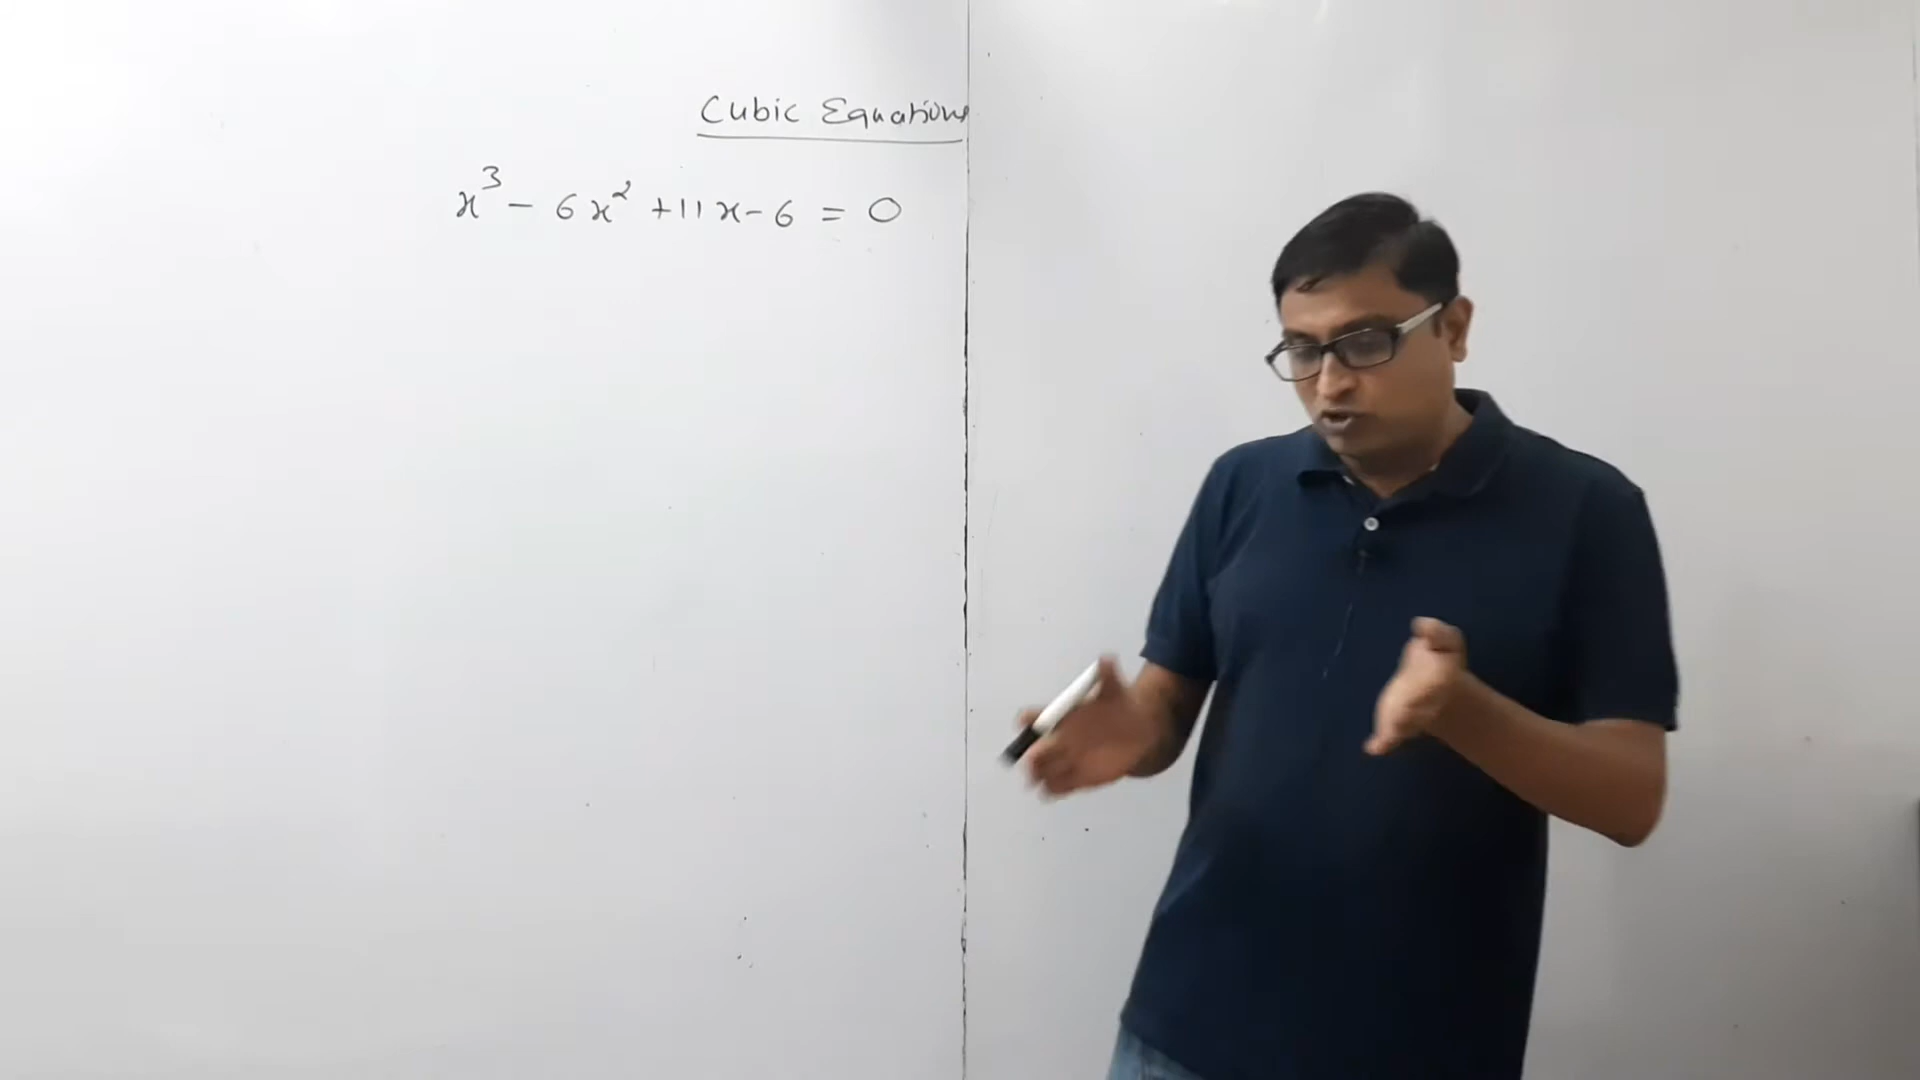 Cubic Equations
x³ - 6x² + 11x - 6 = 0